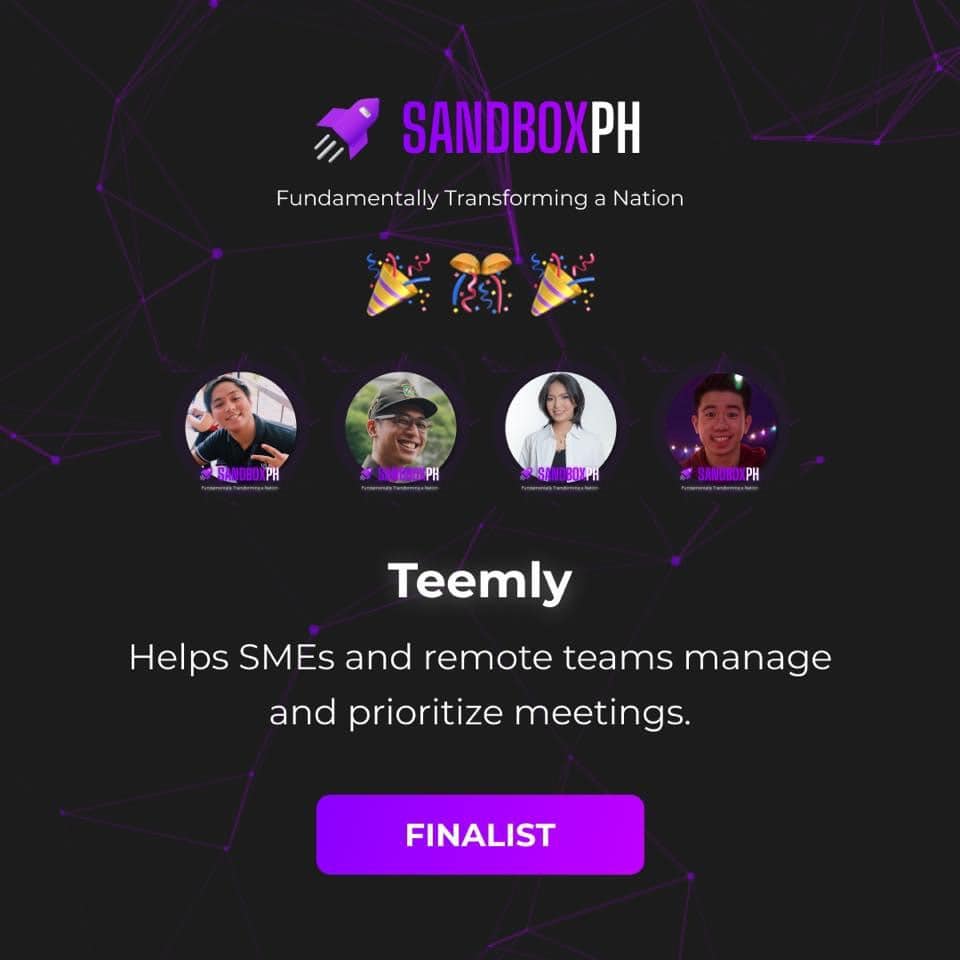 SANDBOXPH
Fundamentally Transforming a Nation
SANDBOXPH
Fundamentally Transforming a Nation
SANDBOXPH
Fundamentally Transforming a Nation
SANDBOXPH
Fundamentally Transforming a Nation
SANDBOXPH
Fundamentally Transforming a Nation
Teemly
Helps SMEs and remote teams manage
and prioritize meetings.
FINALIST